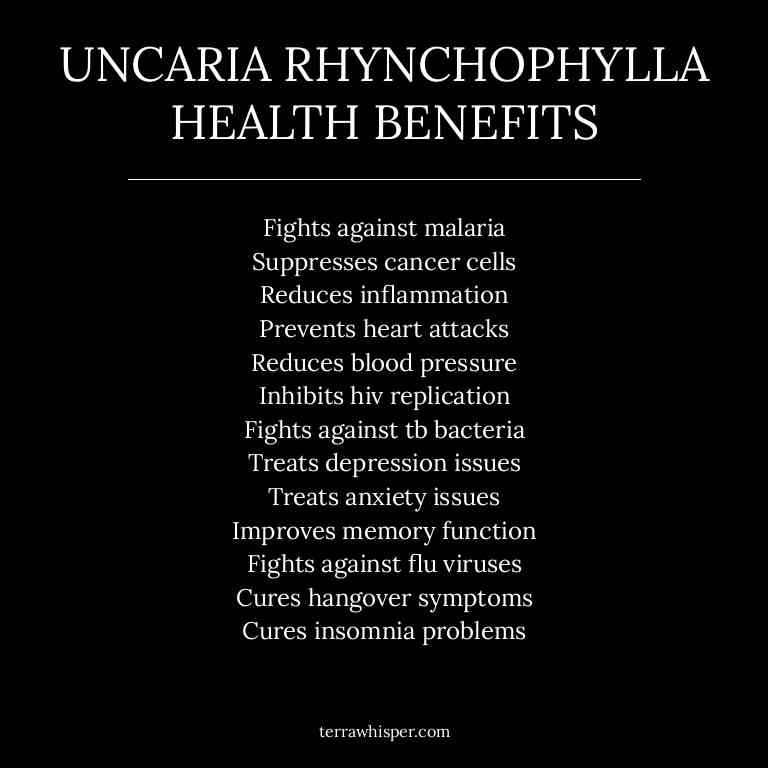 UNCARIA RHYNCHOPHYLLA
HEALTH BENEFITS
Fights against malaria
Suppresses cancer cells
Reduces inflammation
Prevents heart attacks
Reduces blood pressure
Inhibits hiv replication
Fights against tb bacteria
Treats depression issues
Treats anxiety issues
Improves memory function
Fights against flu viruses
Cures hangover symptoms
Cures insomnia problems
terrawhisper.com